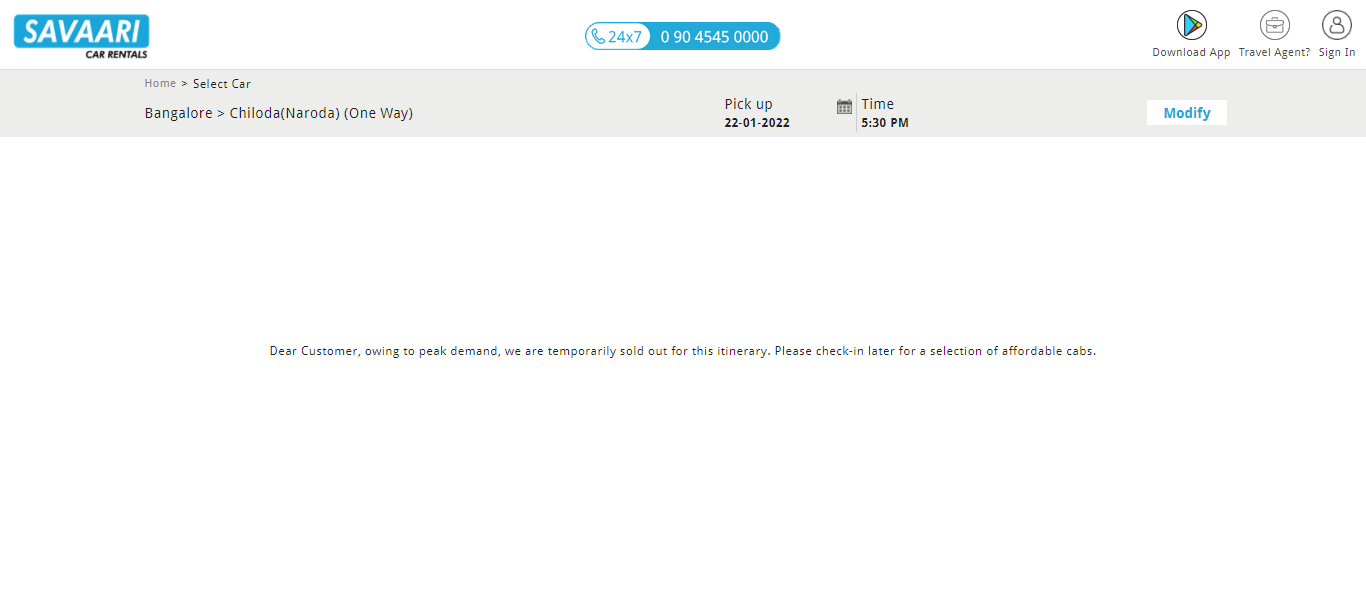 SAVAARI
CAR RENTALS
24x7 0 90 4545 0000
Download App Travel Agent? Sign In
Home > Select Car
Bangalore > Chiloda(Naroda) (One Way)
Pick up
22-01-2022
Time
5:30 PM
Modify
Dear Customer, owing to peak demand, we are temporarily sold out for this itinerary. Please check-in later for a selection of affordable cabs.